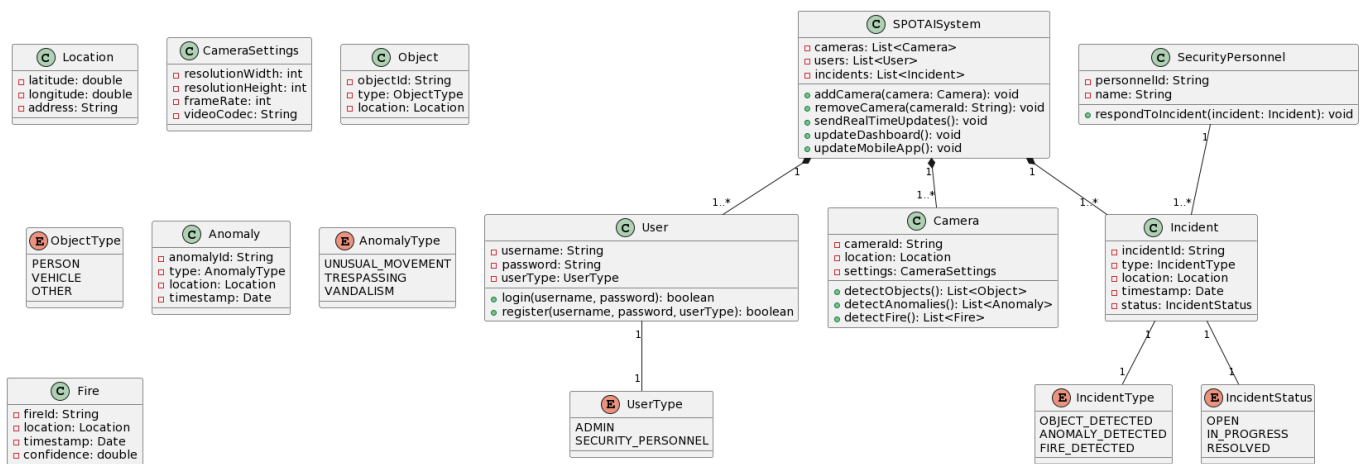 C Location
latitude: double
longitude: double
address: String
C CameraSettings
resolutionWidth: int
resolutionHeight: int
frameRate: int
videoCodec: String
C Object
objectId: String
type: ObjectType
location: Location
C SPOTAISystem
cameras: List<Camera>
users: List<User>
incidents: List<Incident>
addCamera(camera: Camera): void
removeCamera(cameraId: String): void
sendRealTimeUpdates(): void
updateDashboard(): void
updateMobileApp(): void
C SecurityPersonnel
personnelId: String
name: String
respondToIncident(incident: Incident): void
1
1
1
1
1..*
1..*
1..*
1..*
E ObjectType
PERSON
VEHICLE
OTHER
C Anomaly
anomalyId: String
type: AnomalyType
location: Location
timestamp: Date
E AnomalyType
UNUSUAL_MOVEMENT
TRESPASSING
VANDALISM
C User
username: String
password: String
userType: UserType
login(username, password): boolean
register(username, password, userType): boolean
C Camera
cameraId: String
location: Location
settings: CameraSettings
detectObjects(): List<Object>
detectAnomalies(): List<Anomaly>
detectFire(): List<Fire>
C Incident
incidentId: String
type: IncidentType
location: Location
timestamp: Date
status: IncidentStatus
1
1
1
1
1
1
C Fire
fireId: String
location: Location
timestamp: Date
confidence: double
E UserType
ADMIN
SECURITY_PERSONNEL
E IncidentType
OBJECT_DETECTED
ANOMALY_DETECTED
FIRE_DETECTED
E IncidentStatus
OPEN
IN_PROGRESS
RESOLVED